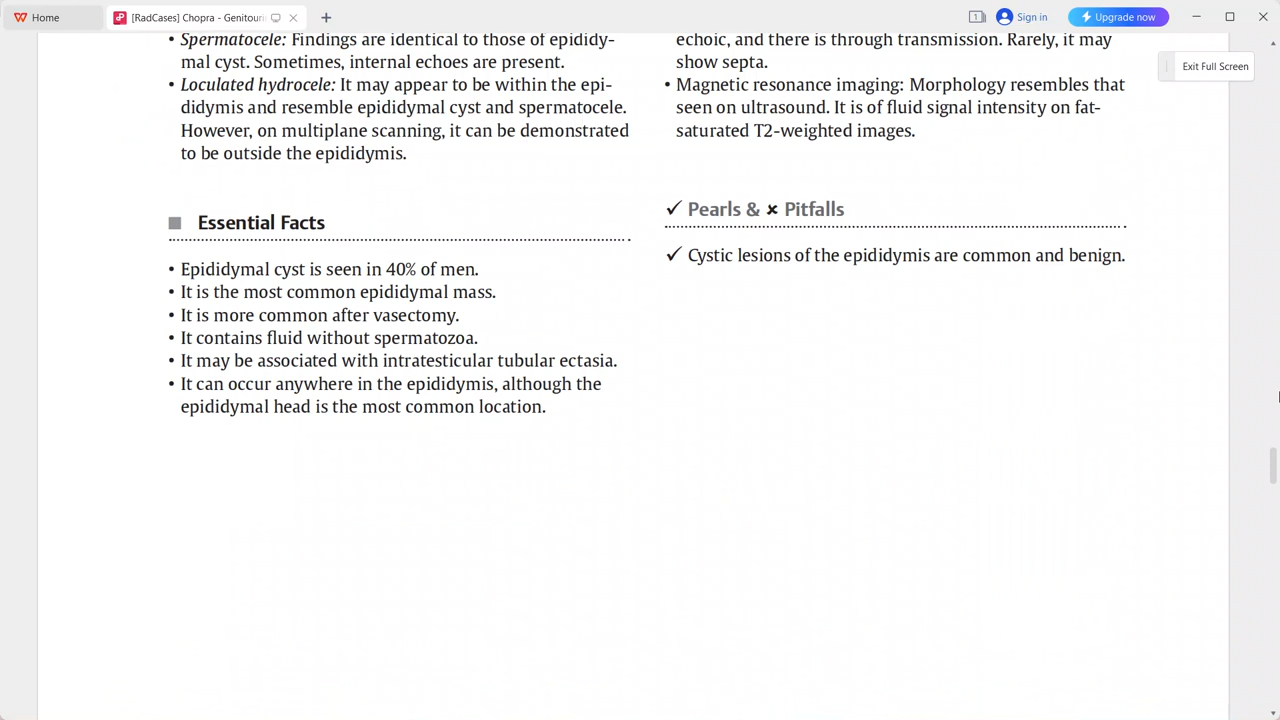 Home
[RadCases] Chopra - Genitouri
Sign in
Upgrade now
Exit Full Screen
• Spermatocele: Findings are identical to those of epididy-
mal cyst. Sometimes, internal echoes are present.
• Loculated hydrocele: It may appear to be within the epi-
didymis and resemble epididymal cyst and spermatocele.
However, on multiplane scanning, it can be demonstrated
to be outside the epididymis.
■ Essential Facts
• Epididymal cyst is seen in 40% of men.
• It is the most common epididymal mass.
• It is more common after vasectomy.
• It contains fluid without spermatozoa.
• It may be associated with intratesticular tubular ectasia.
• It can occur anywhere in the epididymis, although the
epididymal head is the most common location.
echoic, and there is through transmission. Rarely, it may
show septa.
• Magnetic resonance imaging: Morphology resembles that
seen on ultrasound. It is of fluid signal intensity on fat-
saturated T2-weighted images.
✓ Pearls & ✗ Pitfalls
✓ Cystic lesions of the epididymis are common and benign.